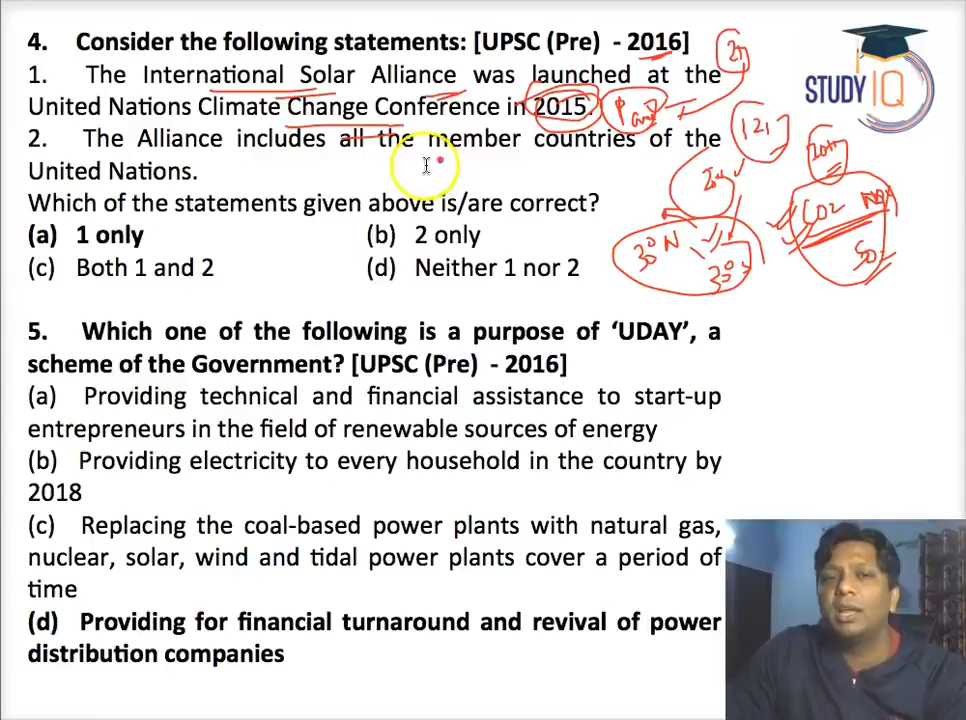 4. Consider the following statements: [UPSC (Pre) - 2016]
1. The International Solar Alliance was launched at the
United Nations Climate Change Conference in 2015.
2. The Alliance includes all the member countries of the
United Nations.
Which of the statements given above is/are correct?
(a) 1 only (b) 2 only
(c) Both 1 and 2 (d) Neither 1 nor 2
5. Which one of the following is a purpose of ‘UDAY’, a
scheme of the Government? [UPSC (Pre) - 2016]
(a) Providing technical and financial assistance to start-up
entrepreneurs in the field of renewable sources of energy
(b) Providing electricity to every household in the country by
2018
(c) Replacing the coal-based power plants with natural gas,
nuclear, solar, wind and tidal power plants cover a period of
time
(d) Providing for financial turnaround and revival of power
distribution companies
STUDY IQ
121
CO2
30° N